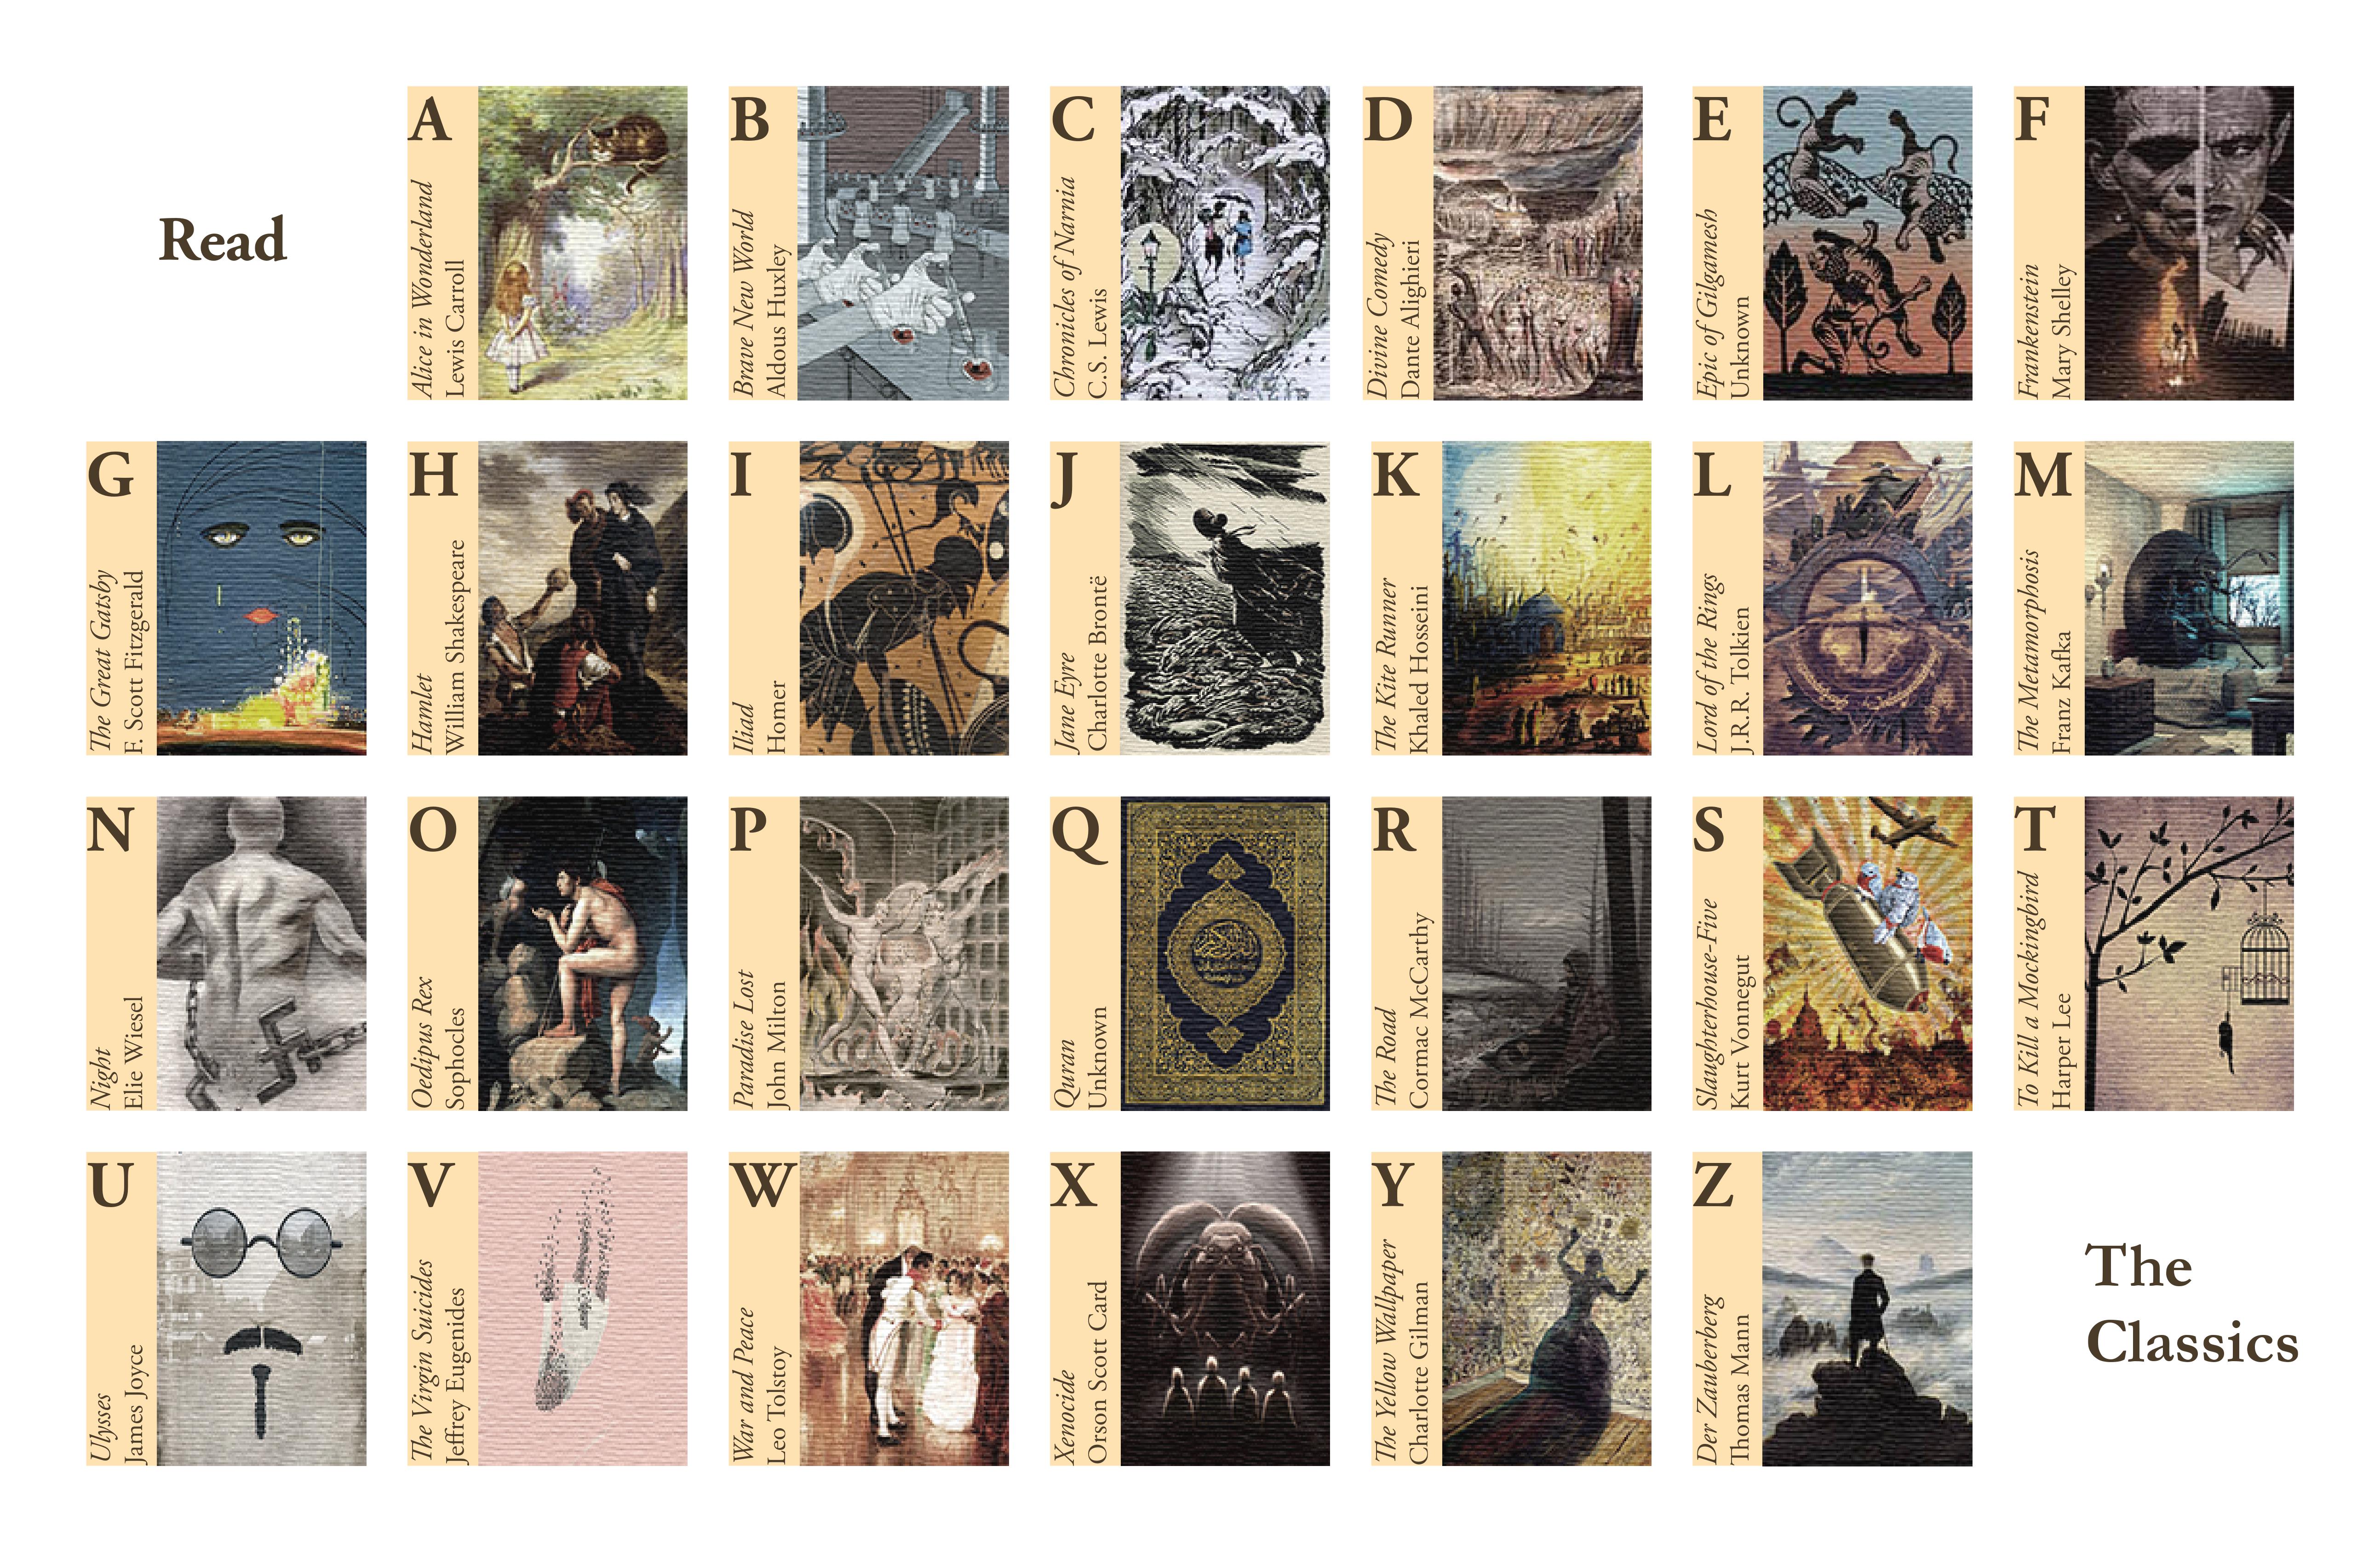 Read
A
Alice in Wonderland
Lewis Carroll
B
Brave New World
Aldous Huxley
C
Chronicles of Narnia
C.S. Lewis
D
Divine Comedy
Dante Alighieri
E
Epic of Gilgamesh
Unknown
F
Frankenstein
Mary Shelley
G
The Great Gatsby
F. Scott Fitzgerald
H
Hamlet
William Shakespeare
I
Iliad
Homer
J
Jane Eyre
Charlotte Brontë
K
The Kite Runner
Khaled Hosseini
L
Lord of the Rings
J.R.R. Tolkien
M
The Metamorphosis
Franz Kafka
N
Night
Elie Wiesel
O
Oedipus Rex
Sophocles
P
Paradise Lost
John Milton
Q
Quran
Unknown
R
The Road
Cormac McCarthy
S
Slaughterhouse-Five
Kurt Vonnegut
T
To Kill a Mockingbird
Harper Lee
U
Ulysses
James Joyce
V
The Virgin Suicides
Jeffrey Eugenides
W
War and Peace
Leo Tolstoy
X
Xenocide
Orson Scott Card
Y
The Yellow Wallpaper
Charlotte Gilman
Z
Der Zauberberg
Thomas Mann
The
Classics